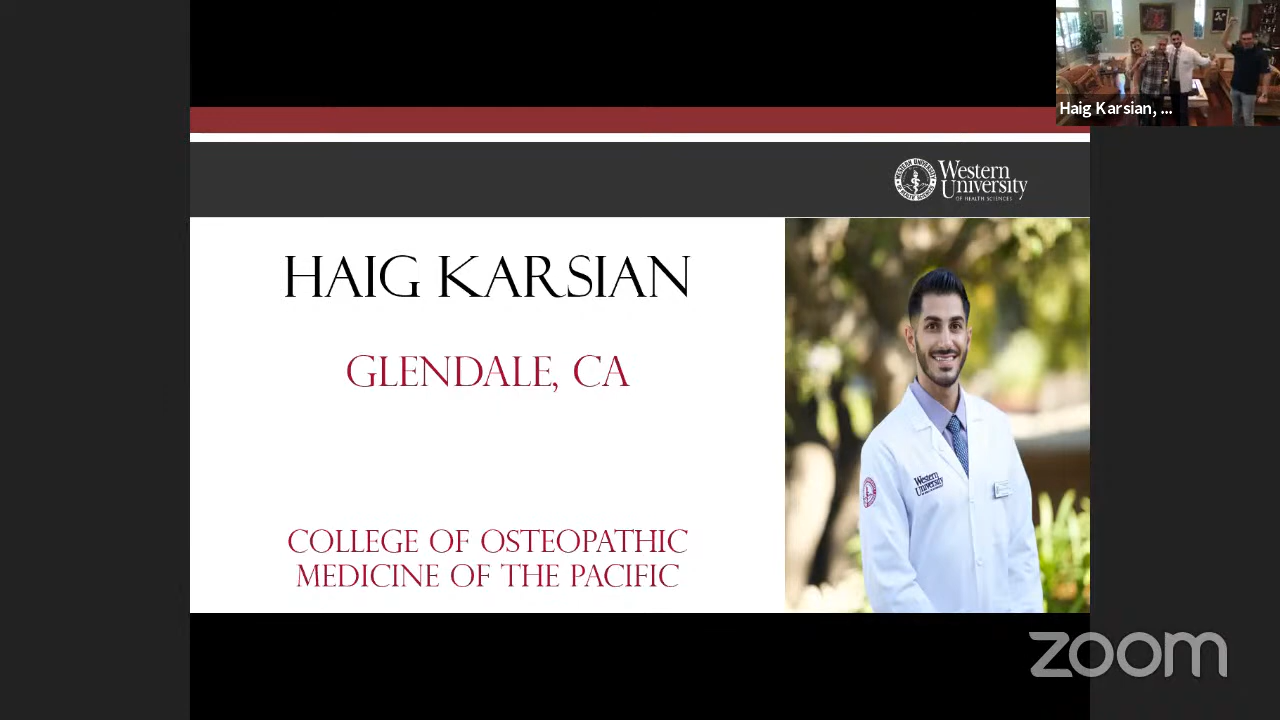 Haig Karsian, ...
Western
University
OF HEALTH SCIENCES
HAIG KARSIAN
GLENDALE, CA
Western
University
COLLEGE OF OSTEOPATHIC
MEDICINE OF THE PACIFIC
zoom